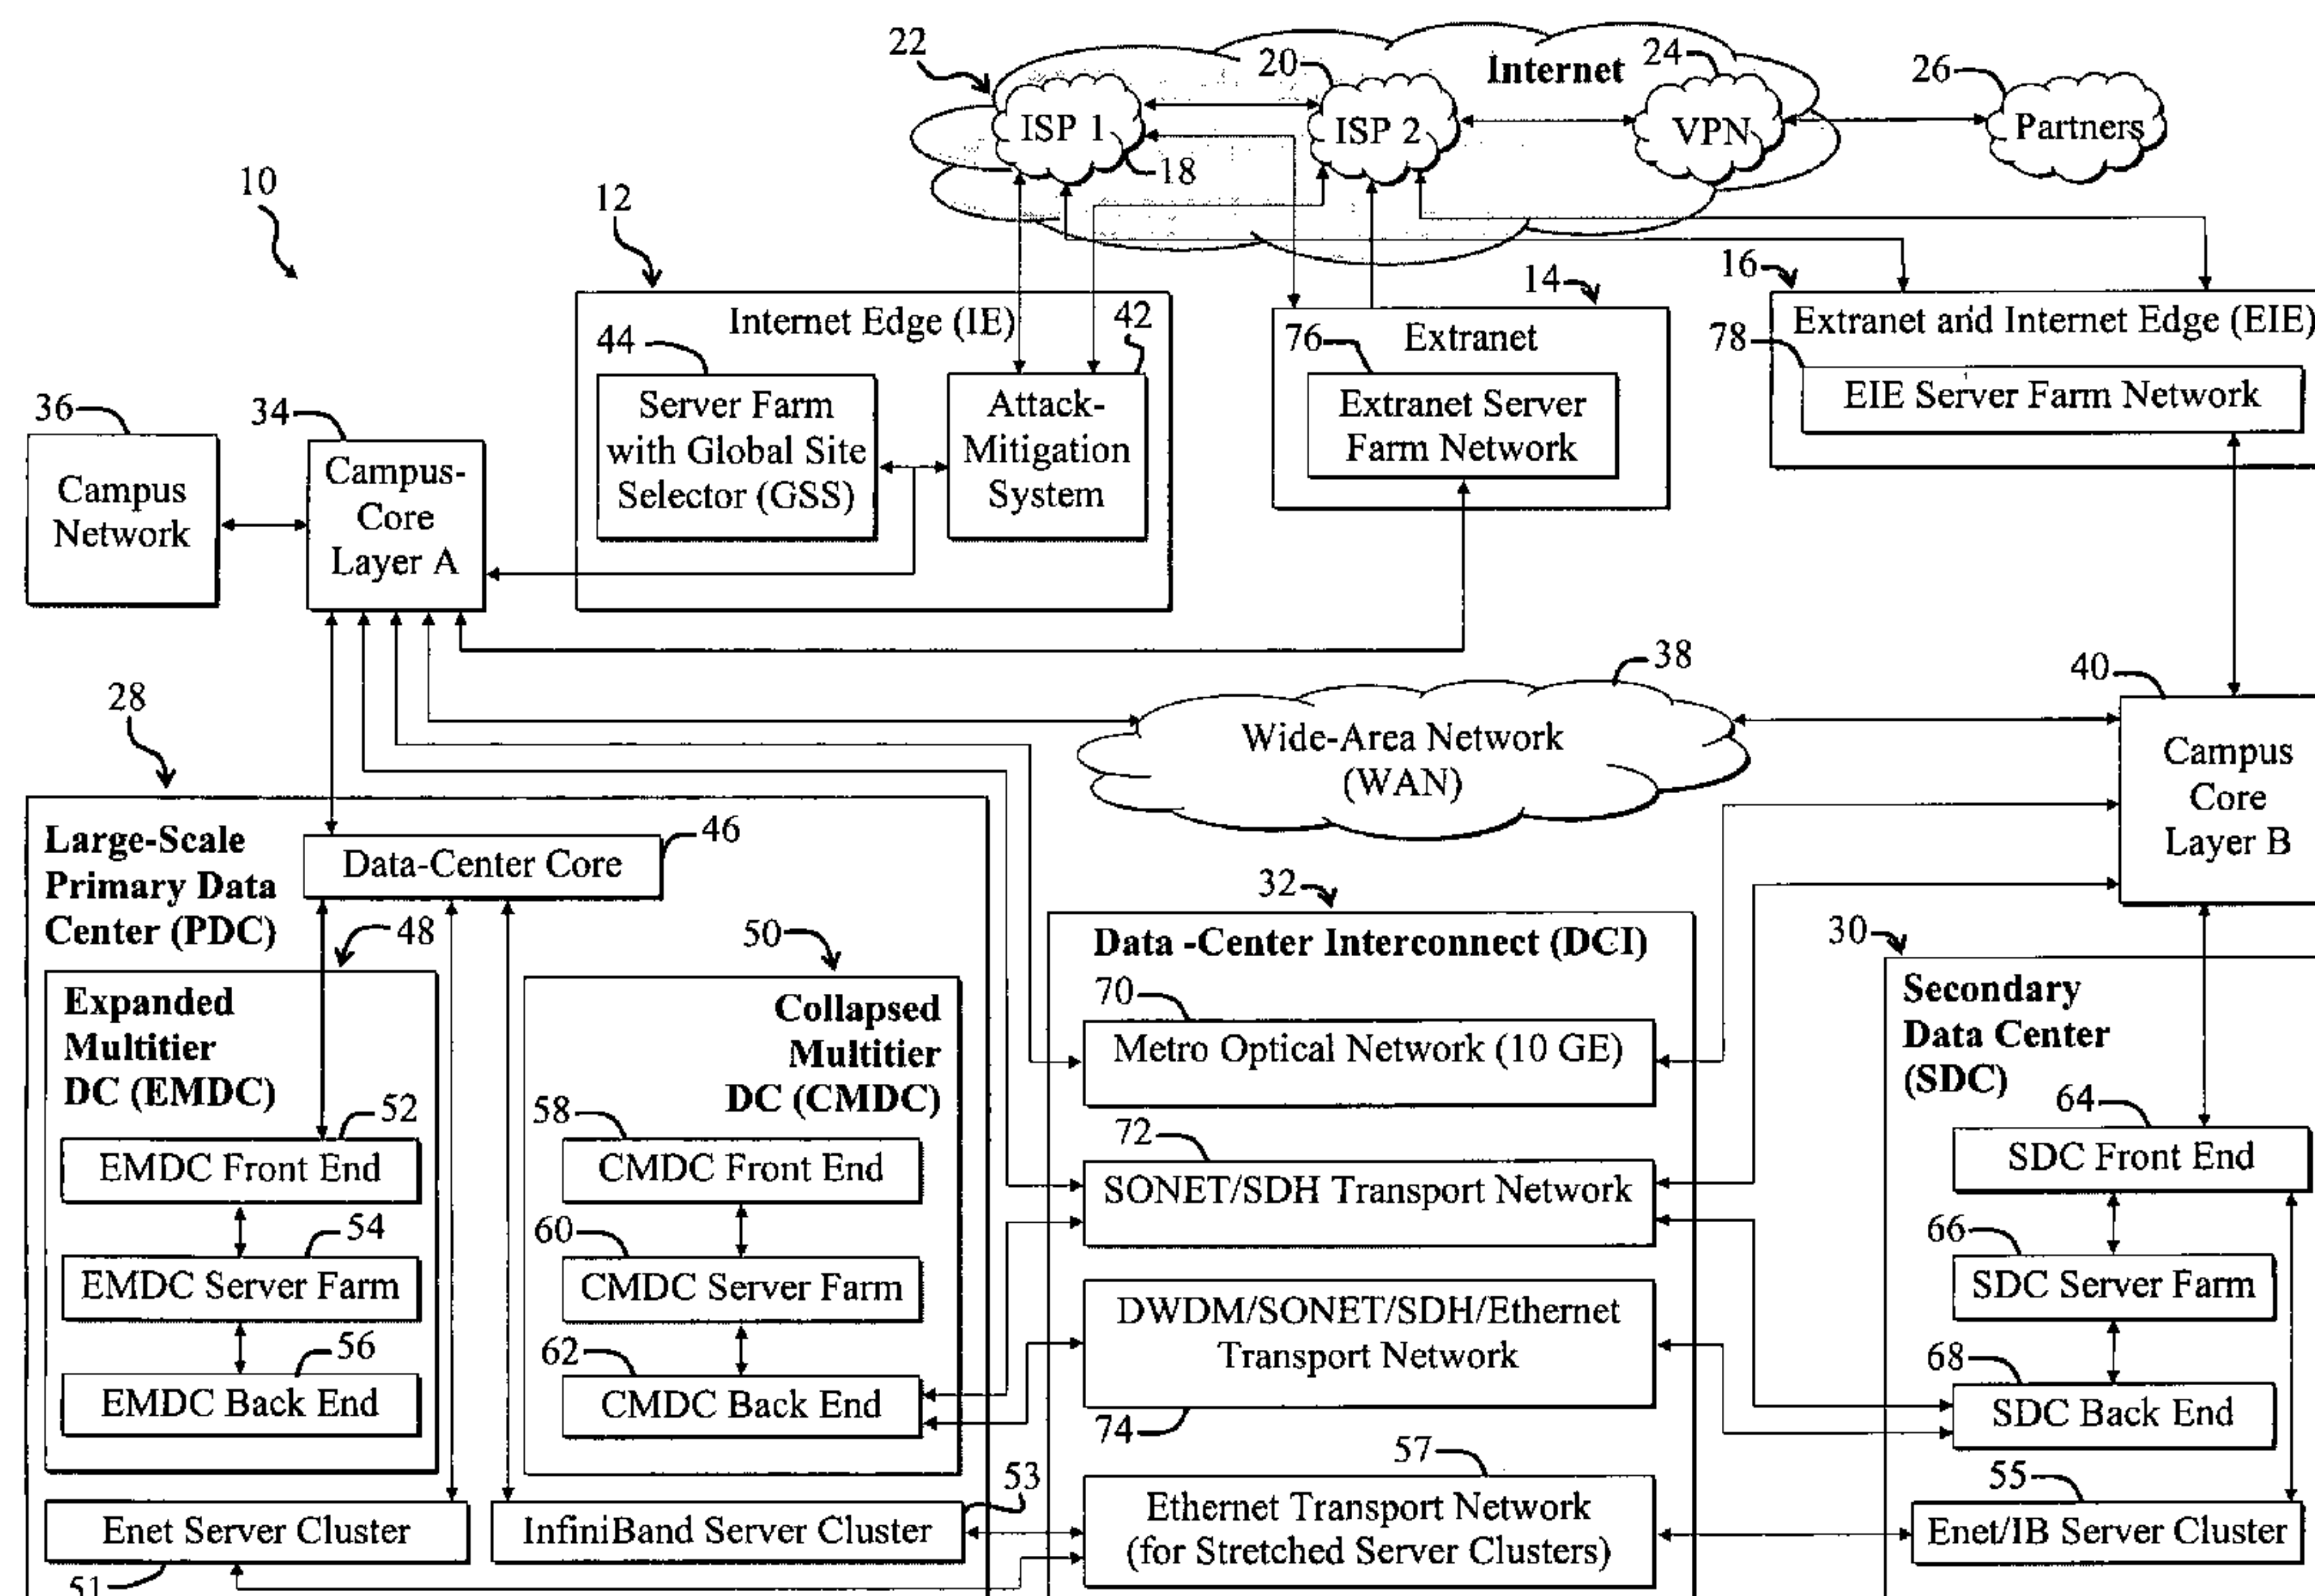 22
20
Internet
24
26
ISP 1
ISP 2
VPN
Partners
18
10
12
14
16
Internet Edge (IE)
42
44
Extranet
76
Extranet and Internet Edge (EIE)
78
36
34
Server Farm
with Global Site
Selector (GSS)
Attack-
Mitigation
System
Extranet Server
Farm Network
EIE Server Farm Network
Campus
Network
Campus-
Core
Layer A
38
40
28
Wide-Area Network
(WAN)
Campus
Core
Layer B
Large-Scale
Primary Data
Center (PDC)
46
Data-Center Core
32
48
50
Data -Center Interconnect (DCI)
30
Expanded
Multitier
DC (EMDC)
Collapsed
Multitier
DC (CMDC)
70
Metro Optical Network (10 GE)
Secondary
Data Center
(SDC)
52
58
72
64
EMDC Front End
CMDC Front End
SONET/SDH Transport Network
SDC Front End
54
60
66
EMDC Server Farm
CMDC Server Farm
DWDM/SONET/SDH/Ethernet
Transport Network
SDC Server Farm
56
62
68
EMDC Back End
CMDC Back End
74
SDC Back End
57
53
55
Enet Server Cluster
InfiniBand Server Cluster
Ethernet Transport Network
(for Stretched Server Clusters)
Enet/IB Server Cluster
51